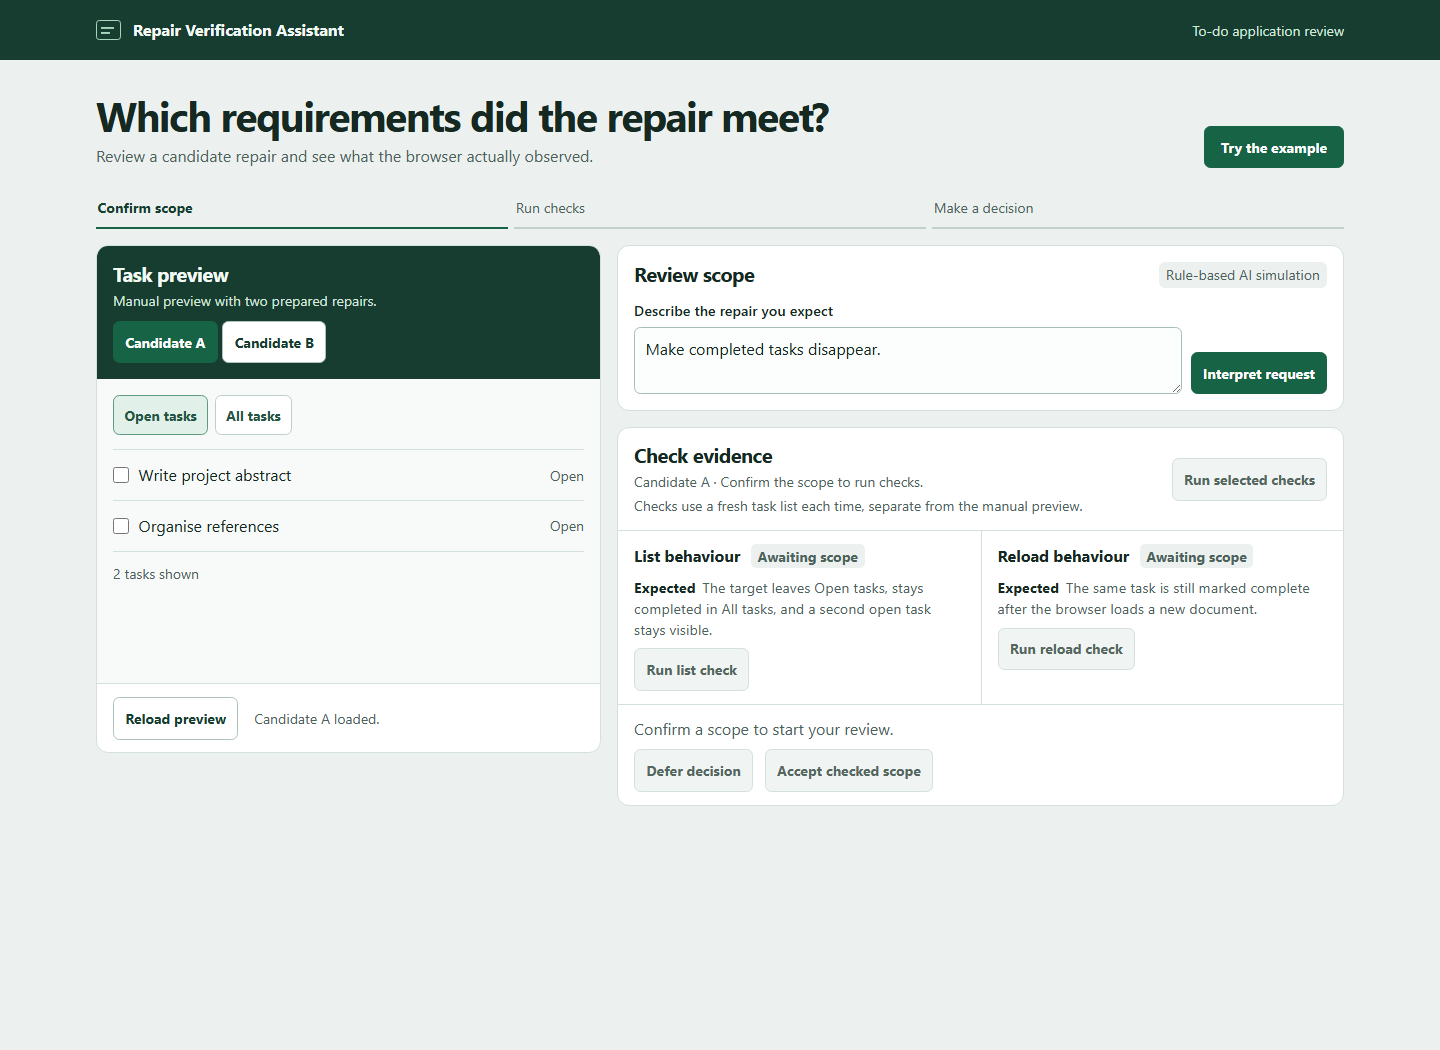 Repair Verification Assistant
To-do application review
Which requirements did the repair meet?
Review a candidate repair and see what the browser actually observed.
Try the example
Confirm scope
Run checks
Make a decision
Task preview
Manual preview with two prepared repairs.
Candidate A
Candidate B
Open tasks
All tasks
Write project abstract
Open
Organise references
Open
2 tasks shown
Reload preview
Candidate A loaded.
Review scope
Rule-based AI simulation
Describe the repair you expect
Make completed tasks disappear.
Interpret request
Check evidence
Candidate A · Confirm the scope to run checks.
Checks use a fresh task list each time, separate from the manual preview.
Run selected checks
List behaviour
Awaiting scope
Expected The target leaves Open tasks, stays
completed in All tasks, and a second open task
stays visible.
Run list check
Reload behaviour
Awaiting scope
Expected The same task is still marked complete
after the browser loads a new document.
Run reload check
Confirm a scope to start your review.
Defer decision
Accept checked scope